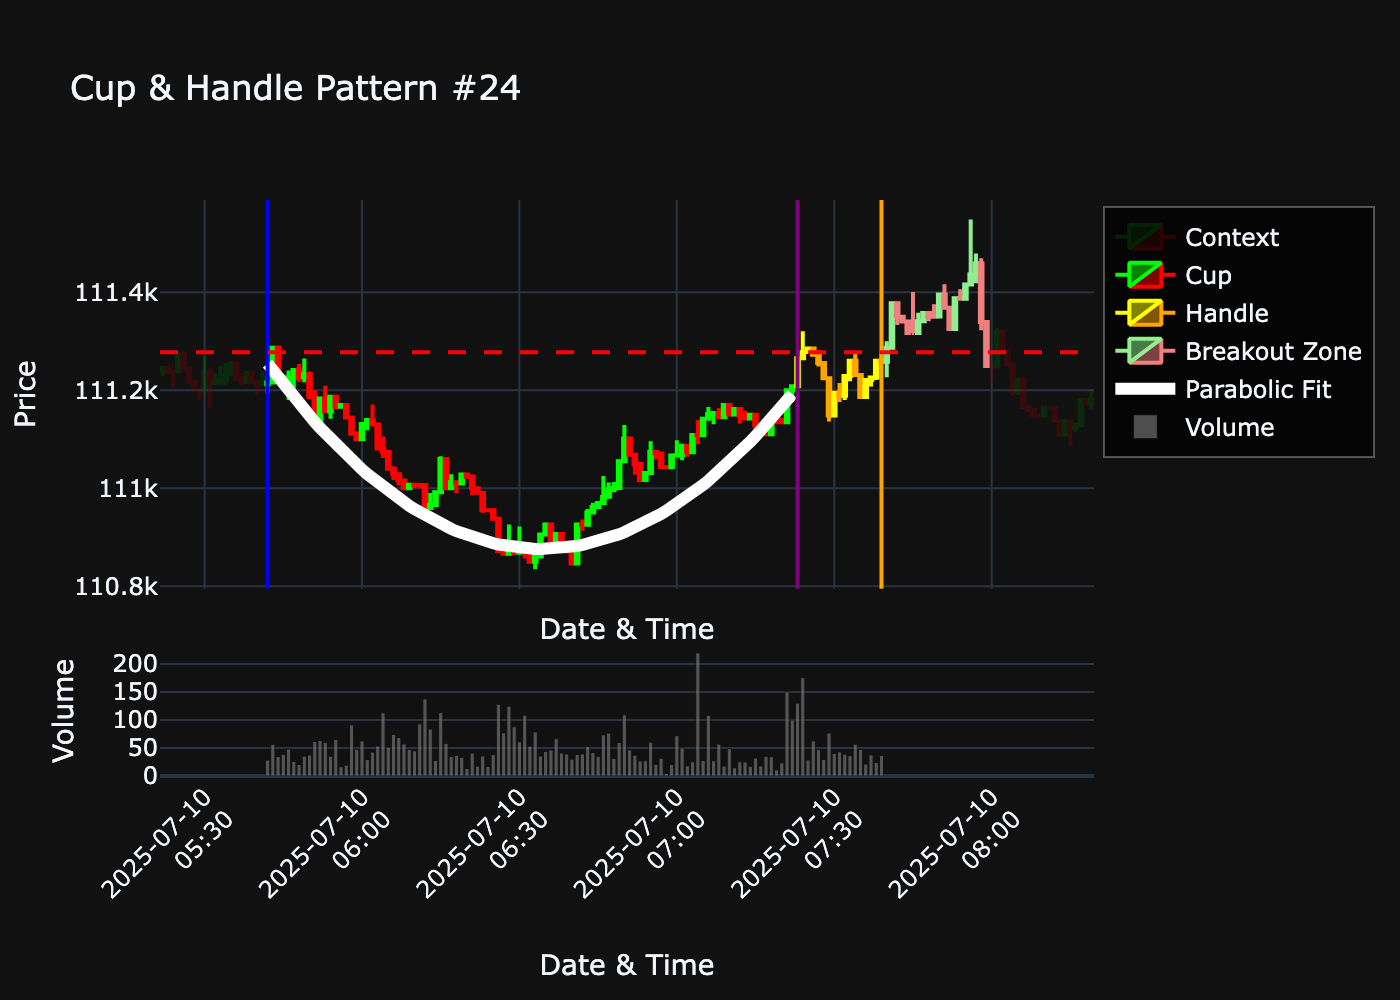 Cup & Handle Pattern #24
Price
111.4k
111.2k
111k
110.8k
Context
Cup
Handle
Breakout Zone
Parabolic Fit
Volume
Date & Time
Volume
200
150
100
50
0
2025-07-10
05:30
2025-07-10
06:00
2025-07-10
06:30
2025-07-10
07:00
2025-07-10
07:30
2025-07-10
08:00
Date & Time